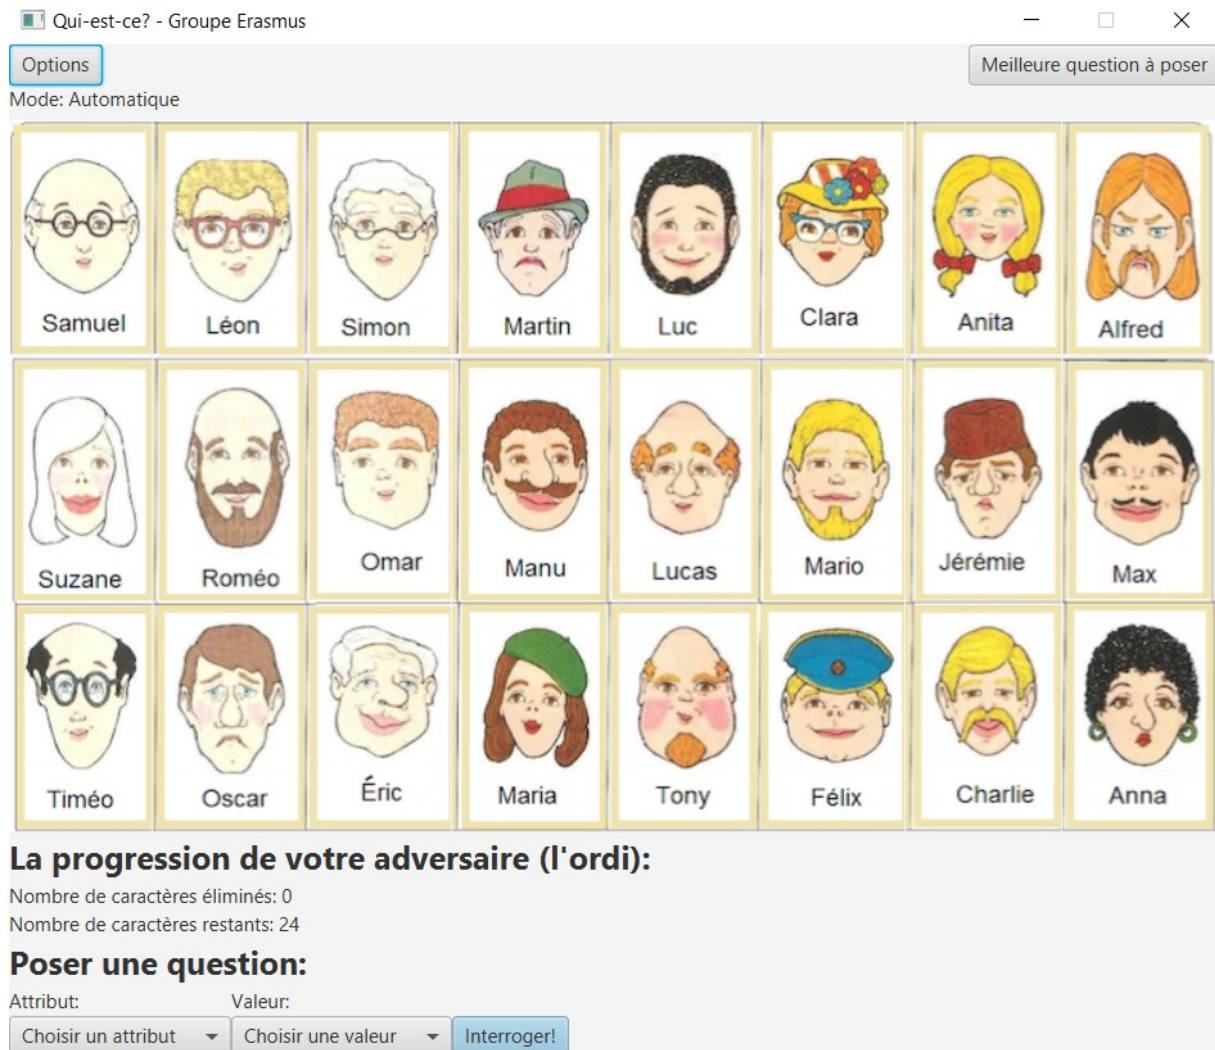 Qui-est-ce? - Groupe Erasmus
Options
Meilleure question à poser
Mode: Automatique
Samuel
Léon
Simon
Martin
Luc
Clara
Anita
Alfred
Suzane
Roméo
Omar
Manu
Lucas
Mario
Jérémie
Max
Timéo
Oscar
Éric
Maria
Tony
Félix
Charlie
Anna
La progression de votre adversaire (l'ordi):
Nombre de caractères éliminés: 0
Nombre de caractères restants: 24
Poser une question:
Attribut:
Valeur:
Choisir un attribut
Choisir une valeur
Interroger!